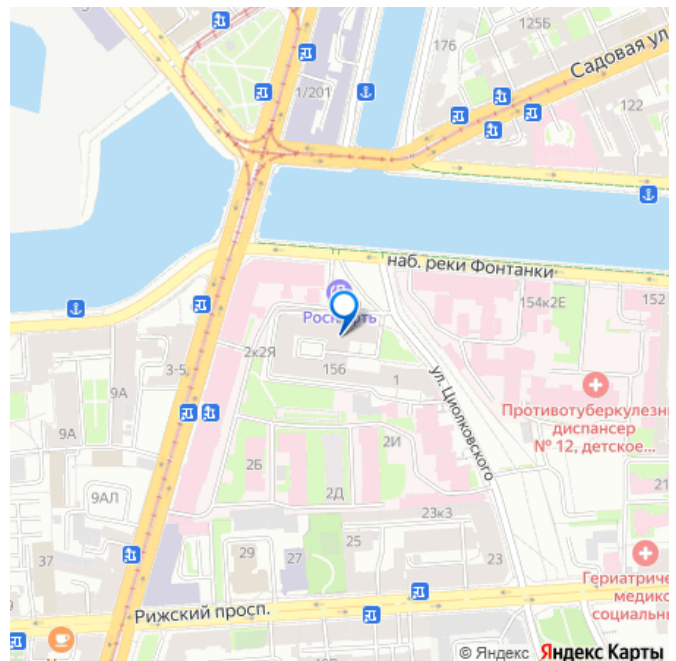 125Б
176
Садовая ул
1/201
122
наб. реки Фонтанки
154к2Е
152
2к2Я
3-5
156
1
ул. Циолковского
9А
9А
Противотуберкулезн
диспансер
№ 12, детское...
2И
2Б
2Д
9АЛ
21
23к3
25
29
27
23
37
Гериатриче
медико
социальны
Рижский просп.
© Яндекс Яндекс Карты